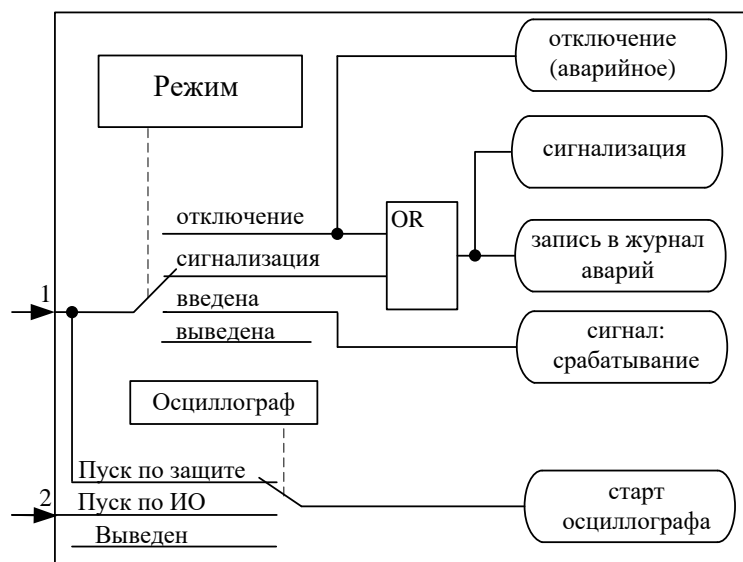 отключение
(аварийное)
Режим
сигнализация
отключение
OR
сигнализация
запись в журнал
аварий
1
введена
выведена
сигнал:
срабатывание
Осциллограф
Пуск по защите
2
Пуск по ИО
Выведен
старт
осциллографа